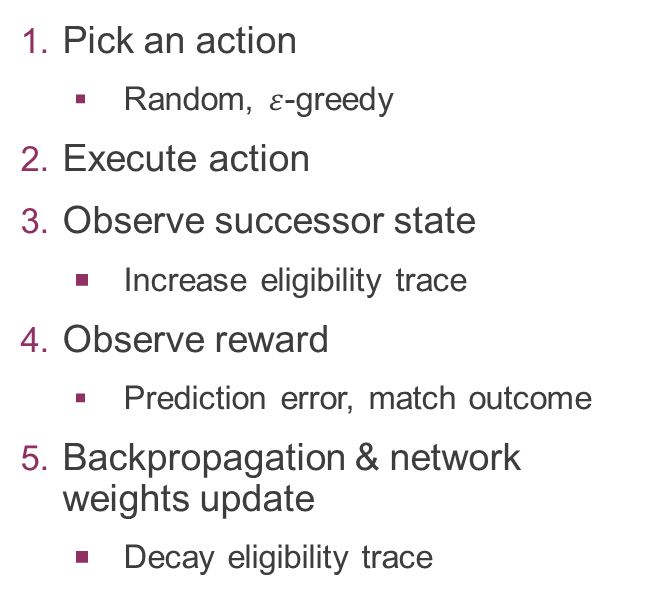 1. Pick an action
▪ Random, ε-greedy
2. Execute action
3. Observe successor state
▪ Increase eligibility trace
4. Observe reward
▪ Prediction error, match outcome
5. Backpropagation & network
weights update
▪ Decay eligibility trace